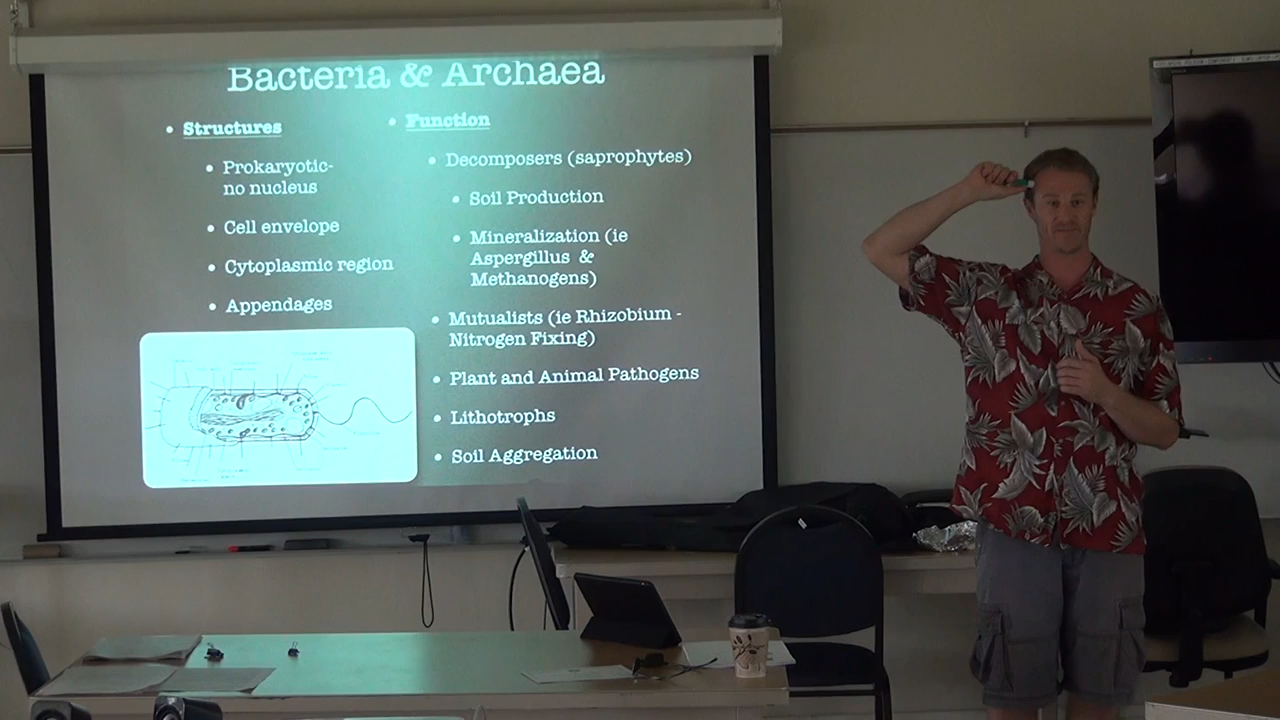 Bacteria & Archaea
• Structures
• Prokaryotic-
no nucleus
• Cell envelope
• Cytoplasmic region
• Appendages
• Function
• Decomposers (saprophytes)
• Soil Production
• Mineralization (ie
Aspergillus &
Methanogens)
• Mutualists (ie Rhizobium -
Nitrogen Fixing)
• Plant and Animal Pathogens
• Lithotrophs
• Soil Aggregation